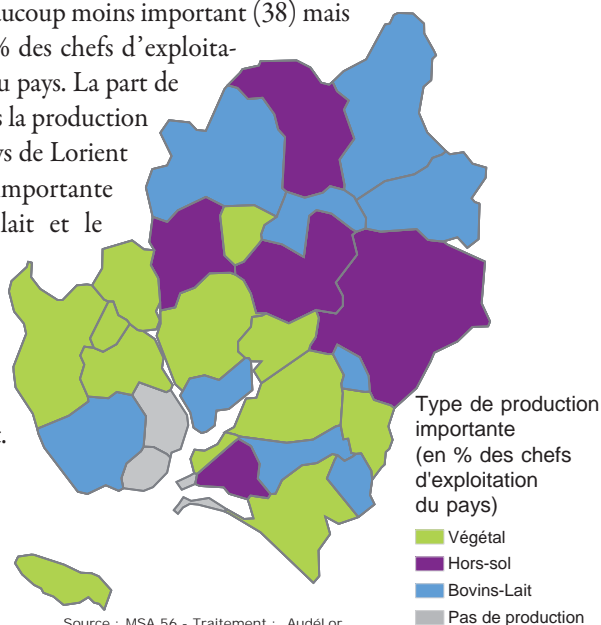 aucoup moins important (38) mais
% des chefs d’exploita-
u pays. La part de
s la production
ys de Lorient
importante
lait et le
Type de production
importante
(en % des chefs
d'exploitation
du pays)
Végétal
Hors-sol
Bovins-Lait
Pas de production
Source : MSA 56 - Traitement : AudéLor